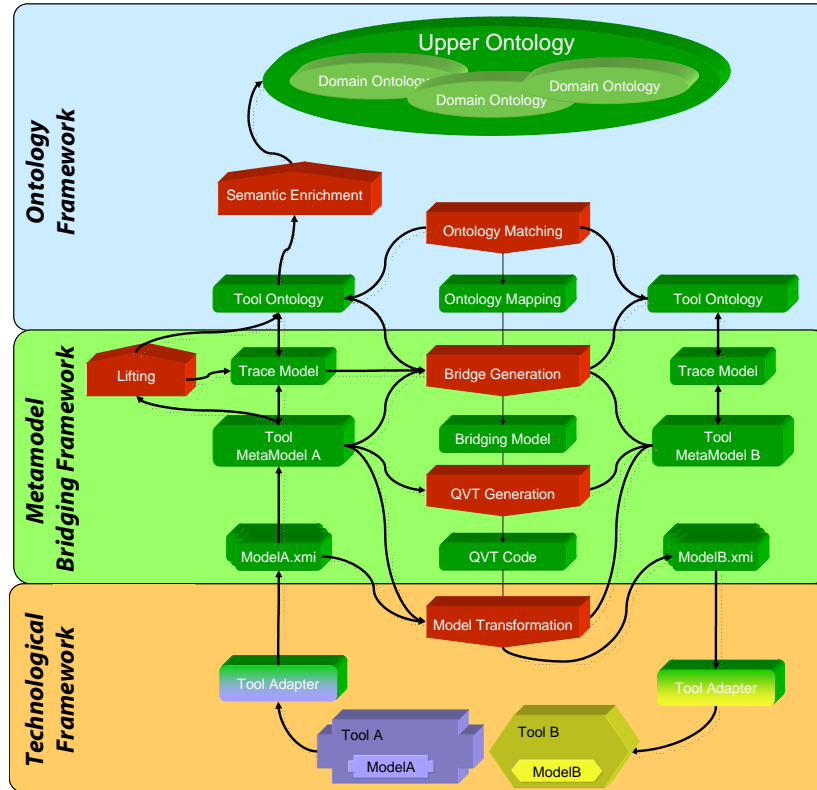 Upper Ontology
Domain Ontology
Domain Ontology
Domain Ontology
Ontology
Framework
Semantic Enrichment
Ontology Matching
Tool Ontology
Ontology Mapping
Tool Ontology
Metamodel
Bridging Framework
Lifting
Trace Model
Bridge Generation
Trace Model
Tool
MetaModel A
Bridging Model
Tool
MetaModel B
QVT Generation
ModelA.xmi
QVT Code
ModelB.xmi
Technological
Framework
Model Transformation
Tool Adapter
Tool Adapter
Tool A
ModelA
Tool B
ModelB